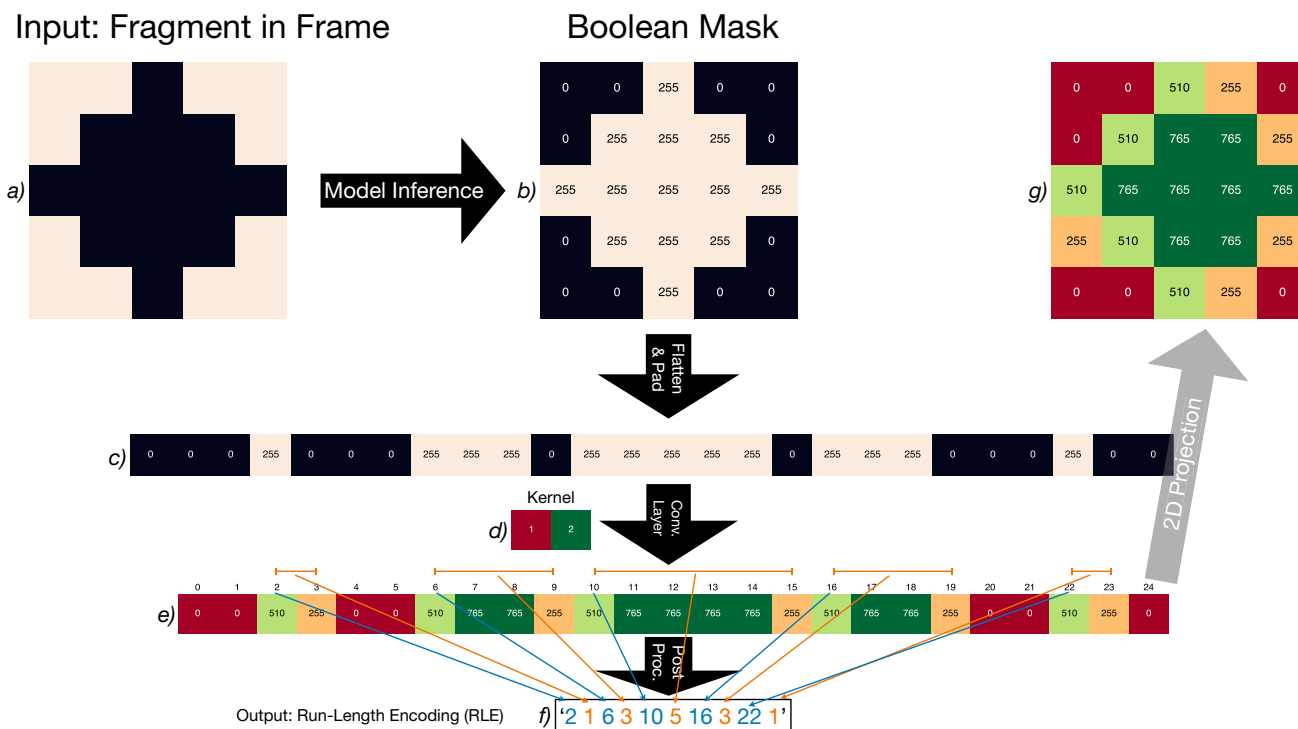 Input: Fragment in Frame
Boolean Mask
a)
Model Inference
b)
0 0 255 0 0
0 255 255 255 0
255 255 255 255 255
0 255 255 255 0
0 0 255 0 0
g)
0 0 510 255 0
0 510 765 765 255
510 765 765 765 765
255 510 765 765 255
0 0 510 255 0
Flatten
& Pad
c)
0 0 0 255 0 0 0 255 255 255 0 255 255 255 255 255 0 255 255 255 0 0 0 255 0 0
2D Projection
Kernel
d)
1 2
Conv.
Layer
0 1 2 3 4 5 6 7 8 9 10 11 12 13 14 15 16 17 18 19 20 21 22 23 24
e)
0 0 510 255 0 0 510 765 765 255 510 765 765 765 765 255 510 765 765 255 0 0 510 255 0
Post
Proc.
Output: Run-Length Encoding (RLE)
f)
‘2 1 6 3 10 5 16 3 22 1’